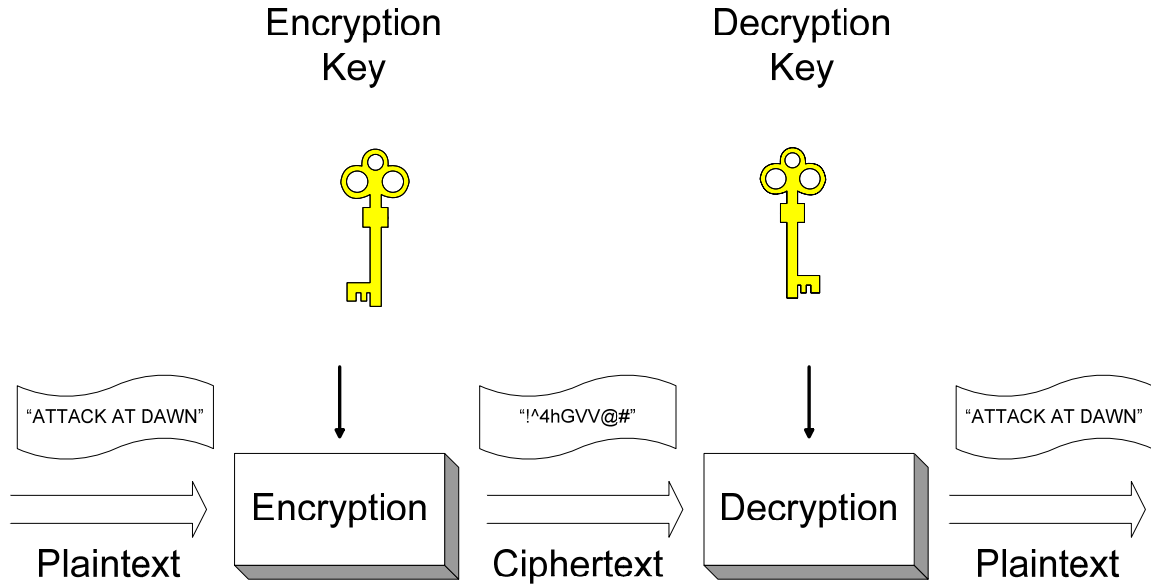 Encryption
Key
Decryption
Key
“ATTACK AT DAWN”
“!^4hGVV@#”
“ATTACK AT DAWN”
Encryption
Decryption
Plaintext
Ciphertext
Plaintext